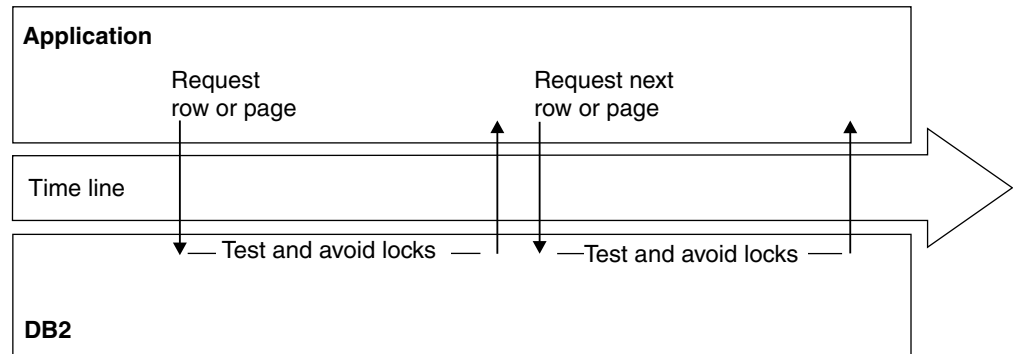 Application
Request
row or page
Request next
row or page
Time line
Test and avoid locks
Test and avoid locks
DB2